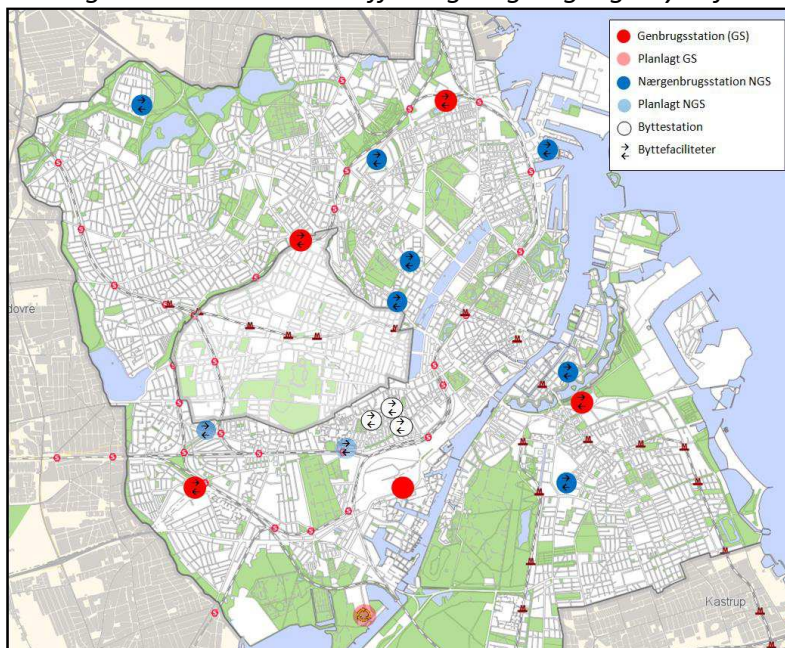 Genbrugsstation (GS)
Planlagt GS
Nærgenbrugsstation NGS
Planlagt NGS
Byttestation
Byttefaciliteter
dovre
Kastrup